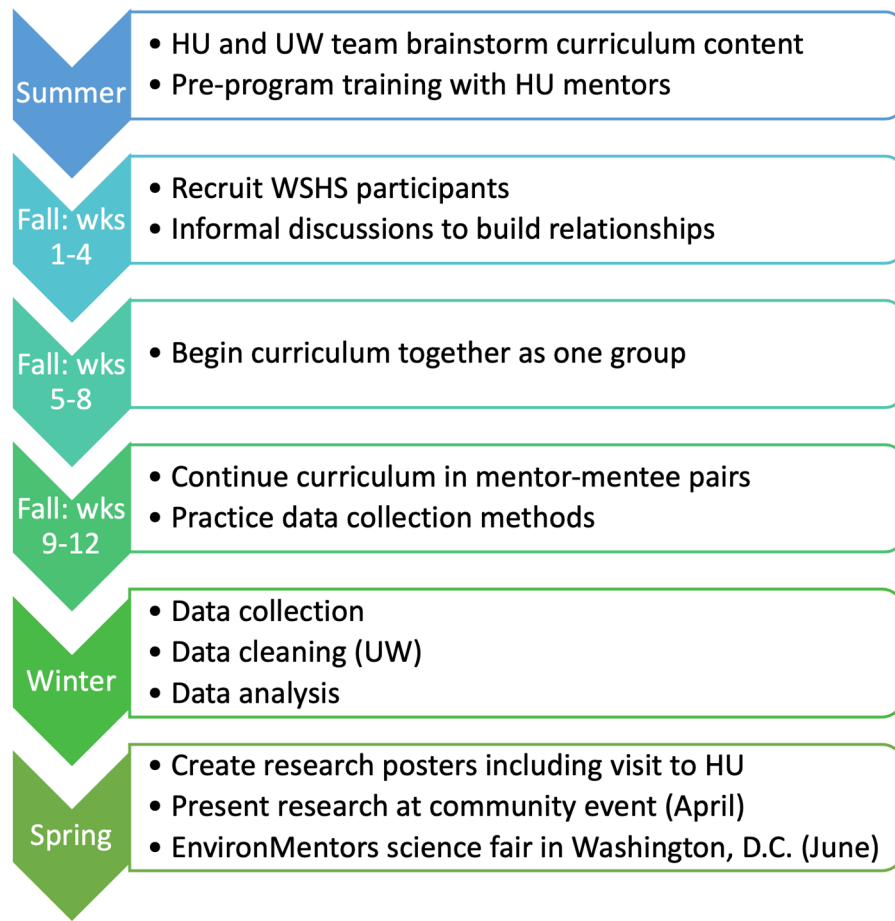 Summer
• HU and UW team brainstorm curriculum content
• Pre-program training with HU mentors
Fall: wks
1-4
• Recruit WSHS participants
• Informal discussions to build relationships
Fall: wks
5-8
• Begin curriculum together as one group
Fall: wks
9-12
• Continue curriculum in mentor-mentee pairs
• Practice data collection methods
Winter
• Data collection
• Data cleaning (UW)
• Data analysis
Spring
• Create research posters including visit to HU
• Present research at community event (April)
• EnvironMentors science fair in Washington, D.C. (June)